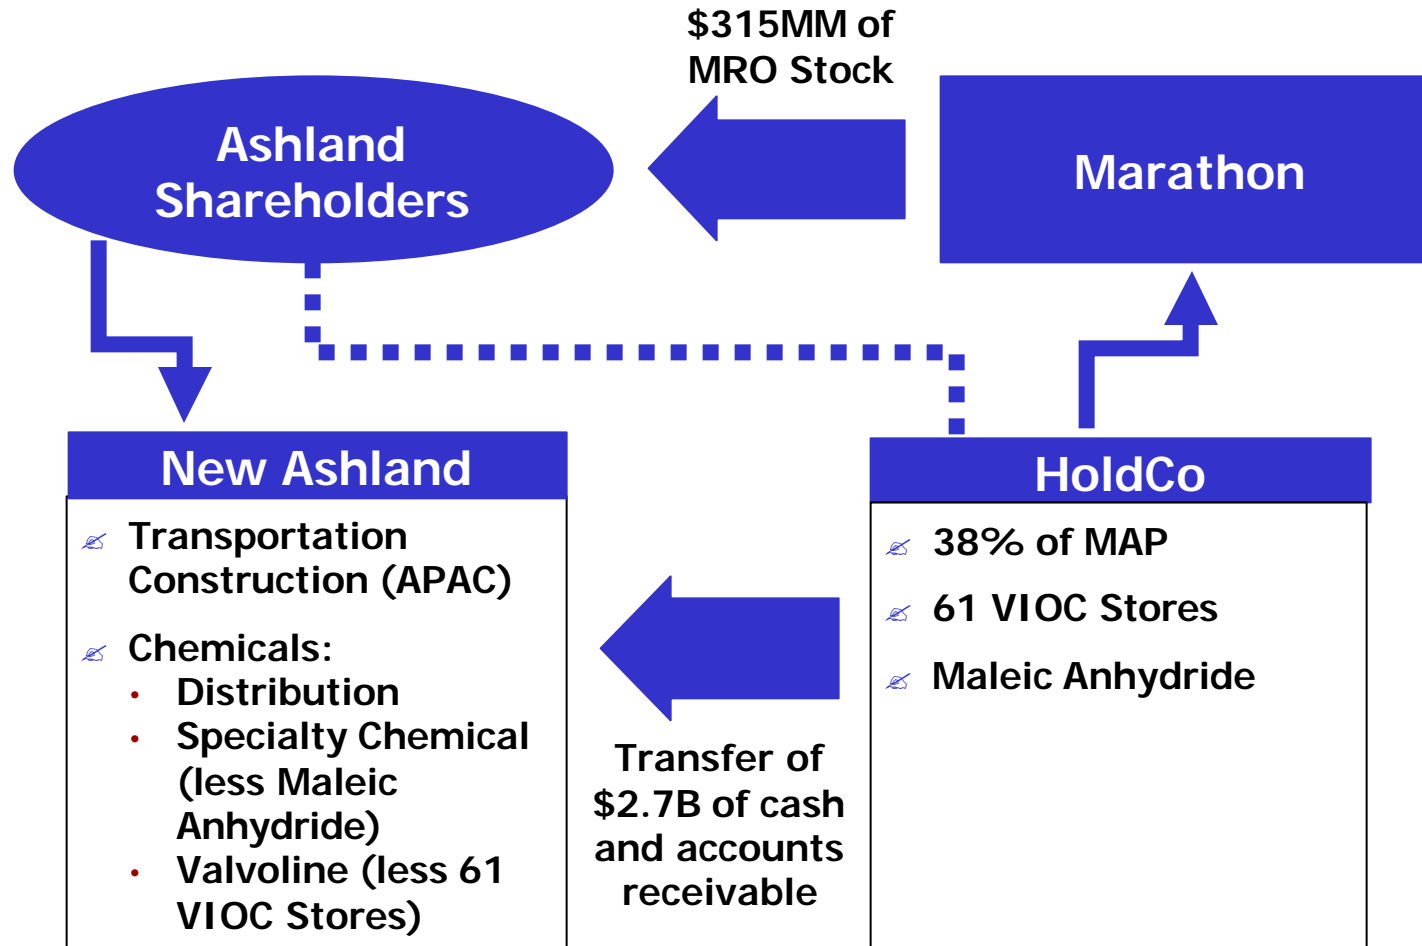 $315MM of
MRO Stock
Ashland
Shareholders
Marathon
New Ashland
Transportation
Construction (APAC)
Chemicals:
• Distribution
• Specialty Chemical
(less Maleic
Anhydride)
• Valvoline (less 61
VIOC Stores)
Transfer of
$2.7B of cash
and accounts
receivable
HoldCo
38% of MAP
61 VIOC Stores
Maleic Anhydride